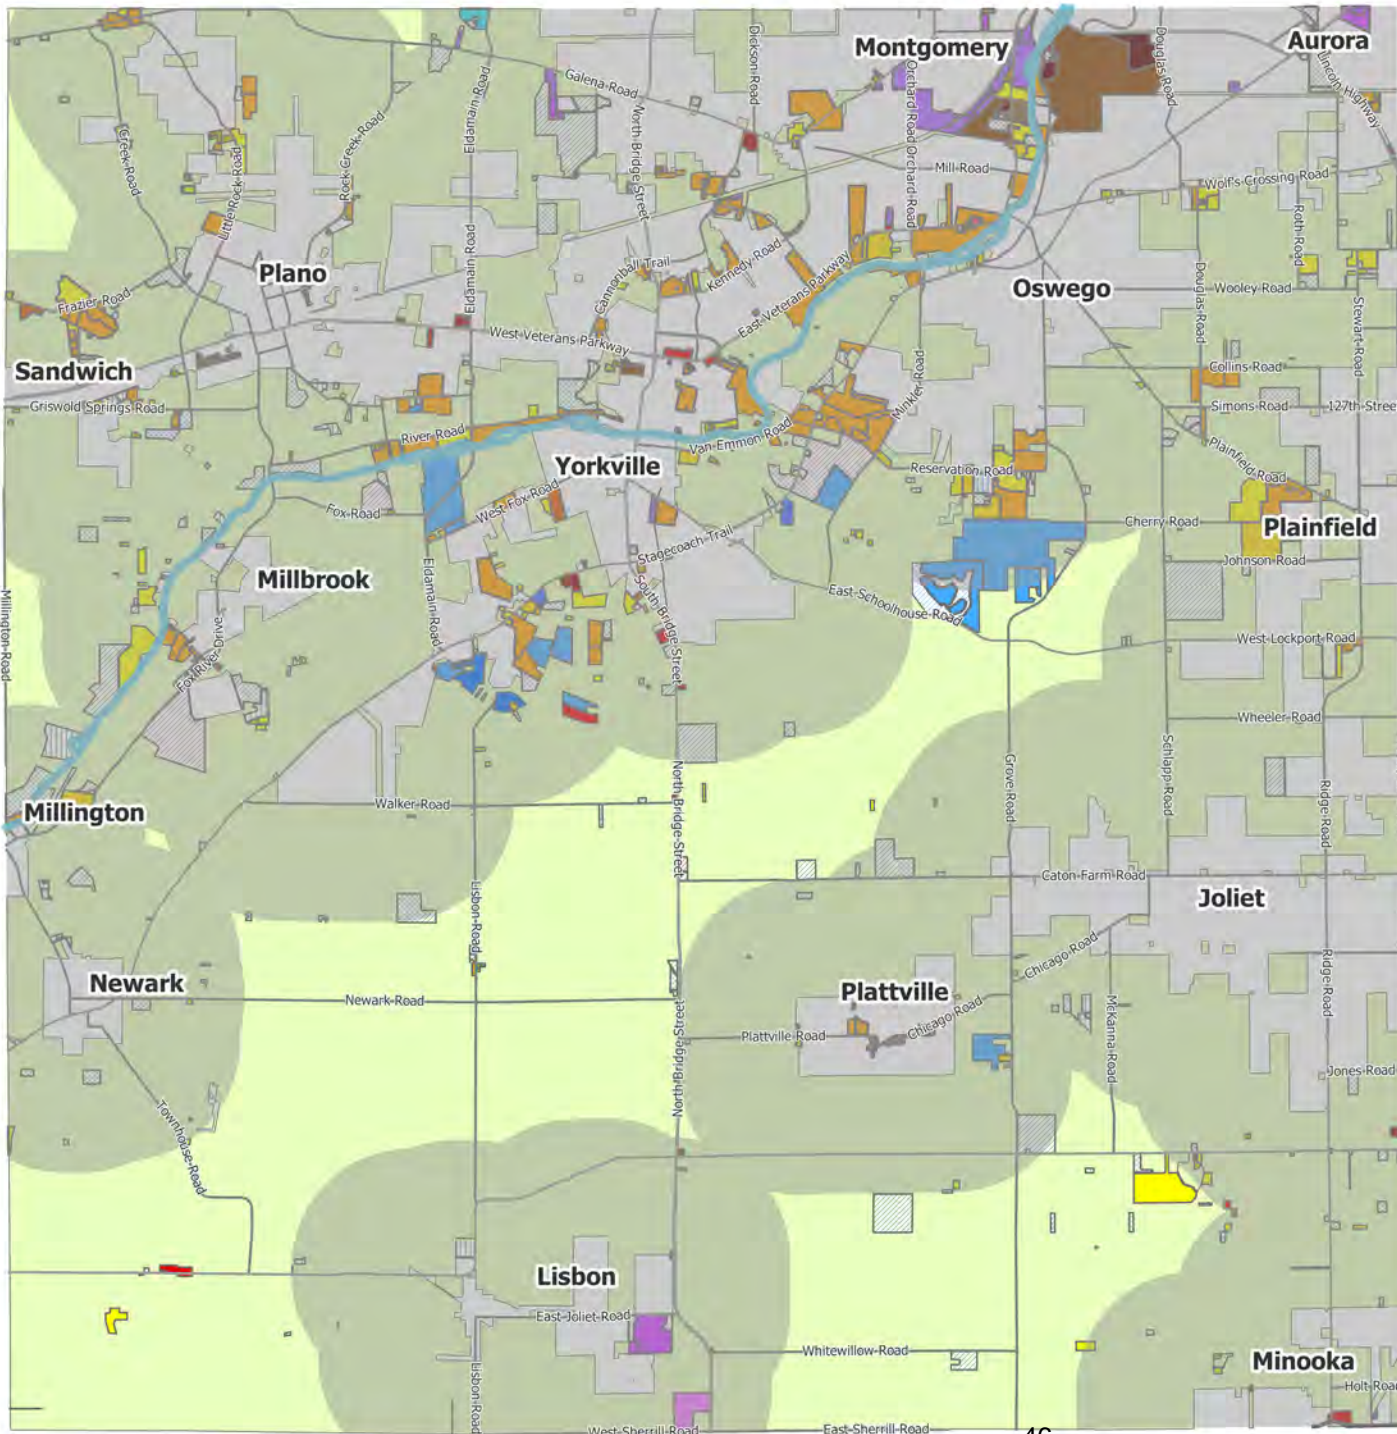 Montgomery
Aurora
Dickson Road
Douglas Road
Lincoln Highway
Galena Road
Orchard Road
Orchard Road
Eldamain Road
North Bridge Street
Creek Road
Rock Creek Road
Little Rock Road
Mill Road
Wolf's Crossing Road
Roth Road
Plano
Cannonball Trail
Kennedy Road
Eldamain Road
East Veterans Parkway
Oswego
Wooley Road
Douglas Road
Stewart Road
Frazier Road
West Veterans Parkway
Sandwich
Collins Road
Minkler Road
Griswold Springs Road
Simons Road
127th Stree
River Road
Van Emmon Road
Plainfield Road
Yorkville
Reservation Road
West Fox Road
Fox Road
Cherry Road
Plainfield
Stagecoach Trail
Johnson Road
Millbrook
Eldamain Road
South Bridge Street
East Schoolhouse Road
Millington Road
West Lockport Road
Fox River Drive
Wheeler Road
Grove Road
Schlapp Road
Ridge Road
North Bridge Street
Walker Road
Millington
Caton Farm Road
Joliet
Lisbon Road
Chicago Road
Ridge Road
Newark
Plattville
Newark Road
Chicago Road
McKanna Road
Plattville Road
North Bridge Street
Jones Road
Townhouse Road
Lisbon
East Joliet Road
Whitewillow Road
Minooka
Lisbon Road
Holt Road
West Sherrill Road
East Sherrill Road